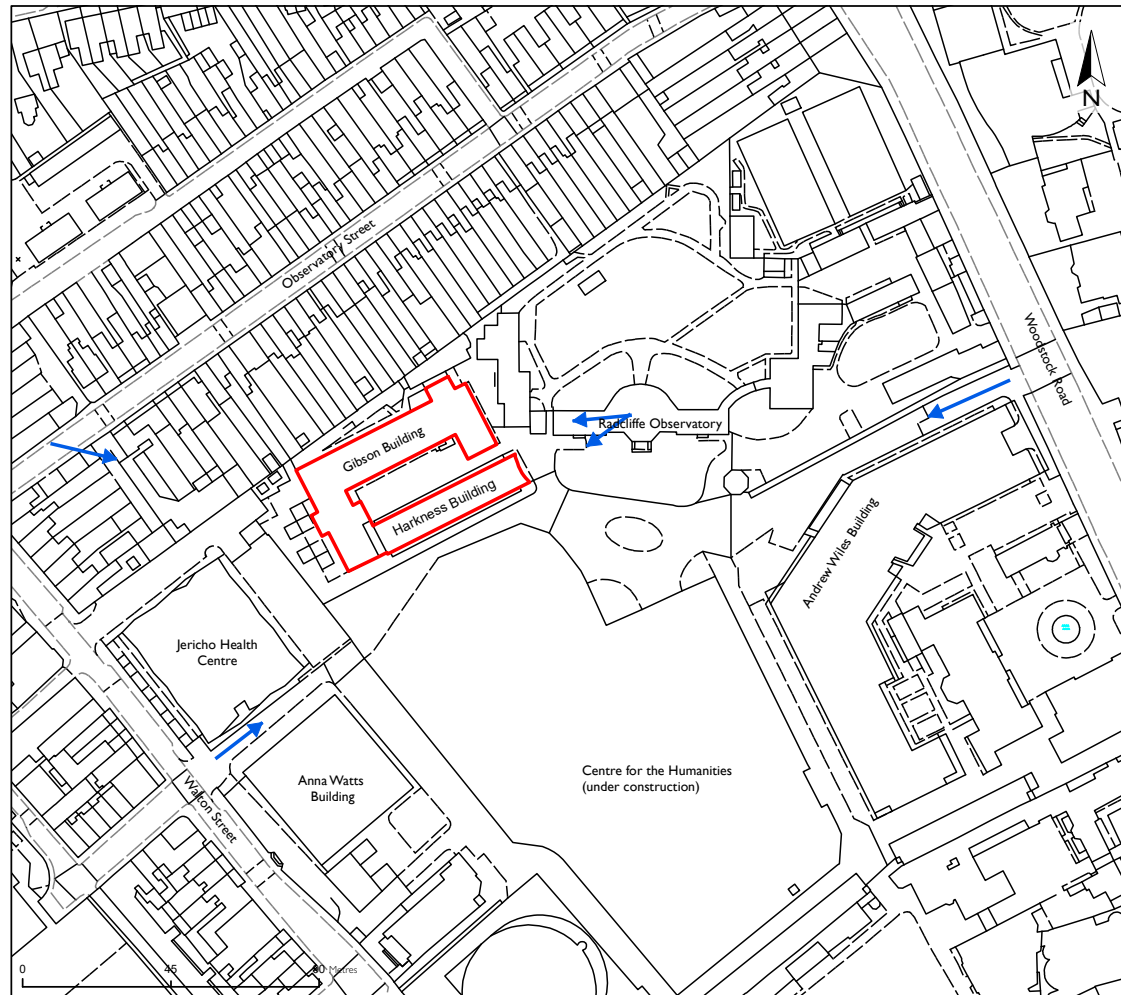 N
Observatory Street
Woodstock Road
Gibson Building
Radcliffe Observatory
Harkness Building
Andrew Wiles Building
Jericho Health
Centre
Anna Watts
Building
Centre for the Humanities
(under construction)
Walton Street
0 45 90 Metres